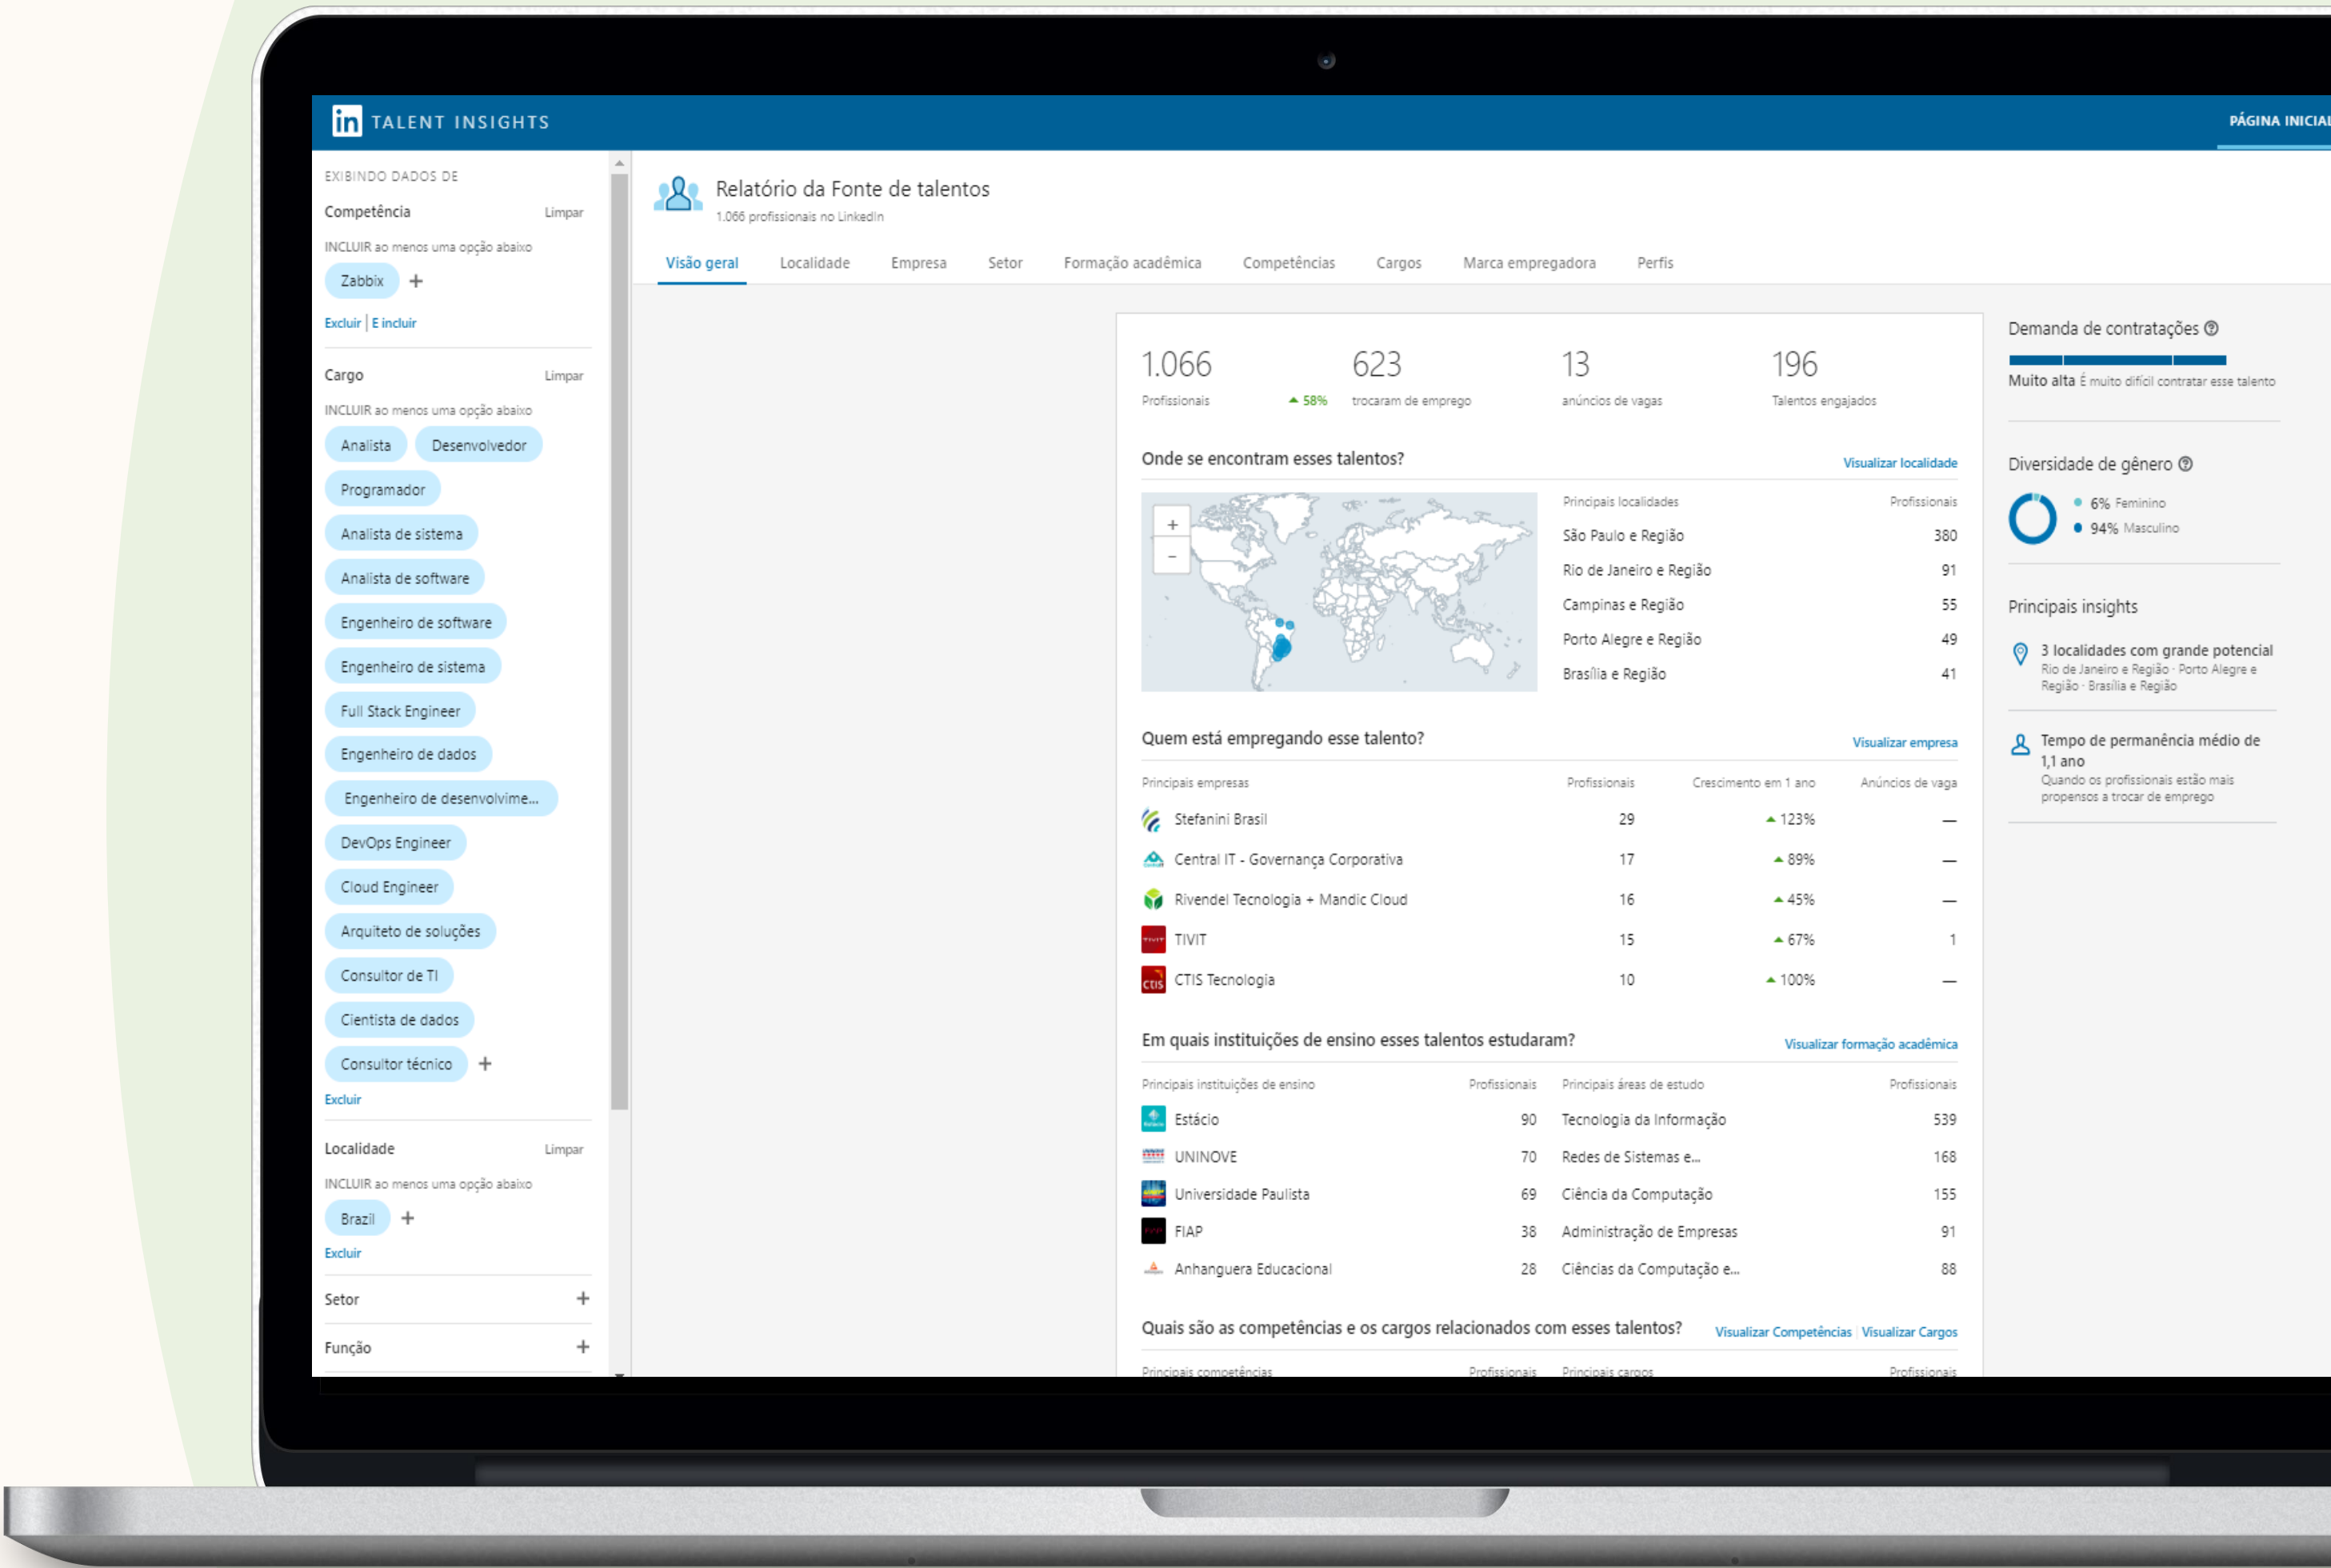 in TALENT INSIGHTS
PÁGINA INICIAL
EXIBINDO DADOS DE
Competência Limpar
INCLUIR ao menos uma opção abaixo
Zabbix +
Excluir | E incluir
Cargo Limpar
INCLUIR ao menos uma opção abaixo
Analista Desenvolvedor
Programador
Analista de sistema
Analista de software
Engenheiro de software
Engenheiro de sistema
Full Stack Engineer
Engenheiro de dados
Engenheiro de desenvolvime...
DevOps Engineer
Cloud Engineer
Arquiteto de soluções
Consultor de TI
Cientista de dados
Consultor técnico +
Excluir
Localidade Limpar
INCLUIR ao menos uma opção abaixo
Brazil +
Excluir
Setor +
Função +
Relatório da Fonte de talentos
1.066 profissionais no LinkedIn
Visão geral Localidade Empresa Setor Formação acadêmica Competências Cargos Marca empregadora Perfis
1.066 623 13 196
Profissionais ▲ 58% trocaram de emprego anúncios de vagas Talentos engajados
Onde se encontram esses talentos? Visualizar localidade
+
−
Principais localidades Profissionais
São Paulo e Região 380
Rio de Janeiro e Região 91
Campinas e Região 55
Porto Alegre e Região 49
Brasília e Região 41
Quem está empregando esse talento? Visualizar empresa
Principais empresas Profissionais Crescimento em 1 ano Anúncios de vaga
Stefanini Brasil 29 ▲ 123% —
Central IT - Governança Corporativa 17 ▲ 89% —
Rivendel Tecnologia + Mandic Cloud 16 ▲ 45% —
TIVIT TIVIT 15 ▲ 67% 1
CTIS CTIS Tecnologia 10 ▲ 100% —
Em quais instituições de ensino esses talentos estudaram? Visualizar formação acadêmica
Principais instituições de ensino Profissionais Principais áreas de estudo Profissionais
Estácio 90 Tecnologia da Informação 539
UNINOVE 70 Redes de Sistemas e... 168
Universidade Paulista 69 Ciência da Computação 155
FIAP 38 Administração de Empresas 91
Anhanguera Educacional 28 Ciências da Computação e... 88
Quais são as competências e os cargos relacionados com esses talentos? Visualizar Competências | Visualizar Cargos
Principais competências Profissionais Principais cargos Profissionais
Demanda de contratações
Muito alta É muito difícil contratar esse talento
Diversidade de gênero
6% Feminino
94% Masculino
Principais insights
3 localidades com grande potencial
Rio de Janeiro e Região · Porto Alegre e
Região · Brasília e Região
Tempo de permanência médio de
1,1 ano
Quando os profissionais estão mais
propensos a trocar de emprego